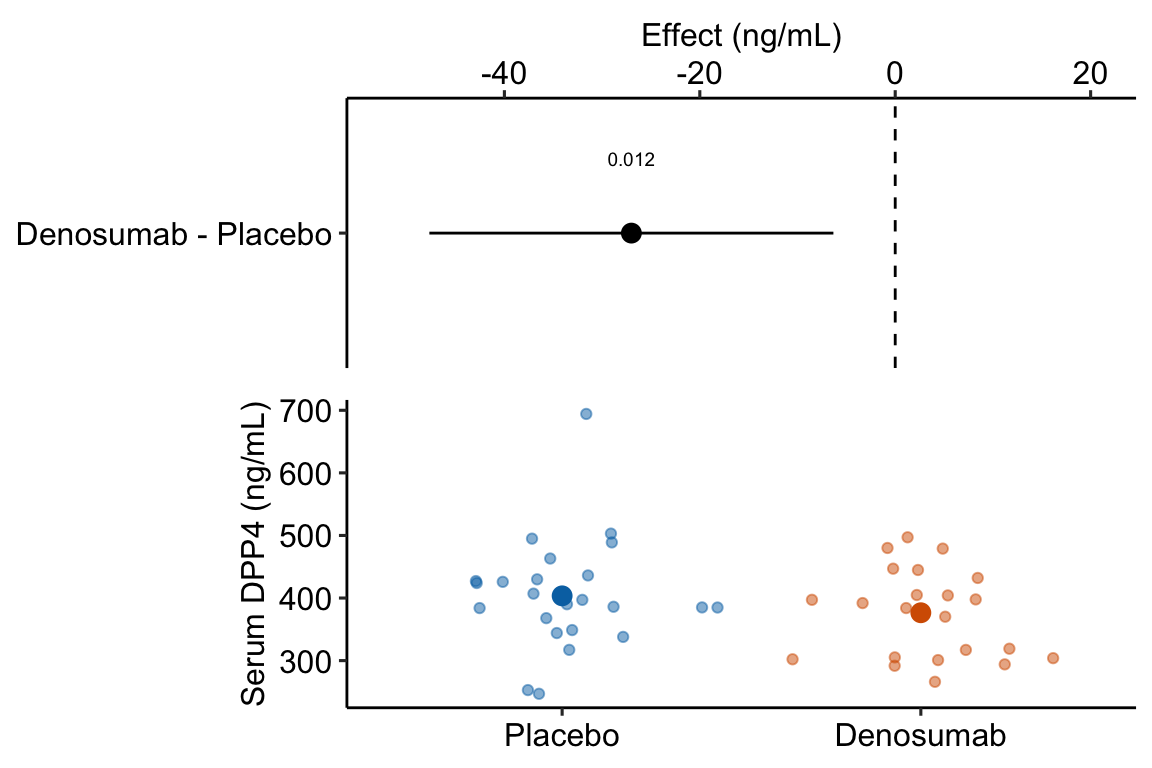 Effect (ng/mL)
-40 -20 0 20
0.012
Denosumab - Placebo
Serum DPP4 (ng/mL)
700
600
500
400
300
Placebo Denosumab